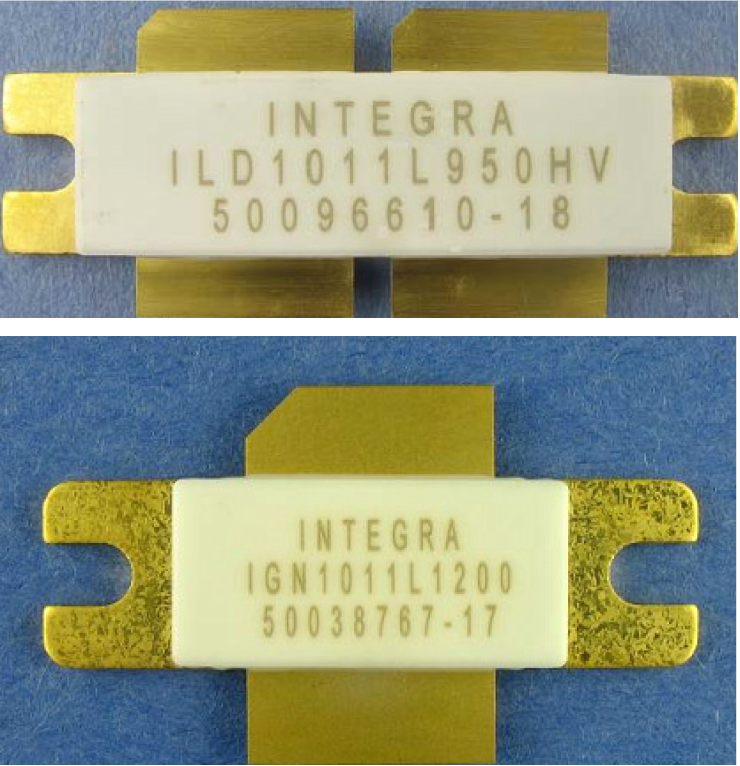 INTEGRA
ILD1011L950HV
50096610-18
INTEGRA
IGN1011L1200
50038767-17